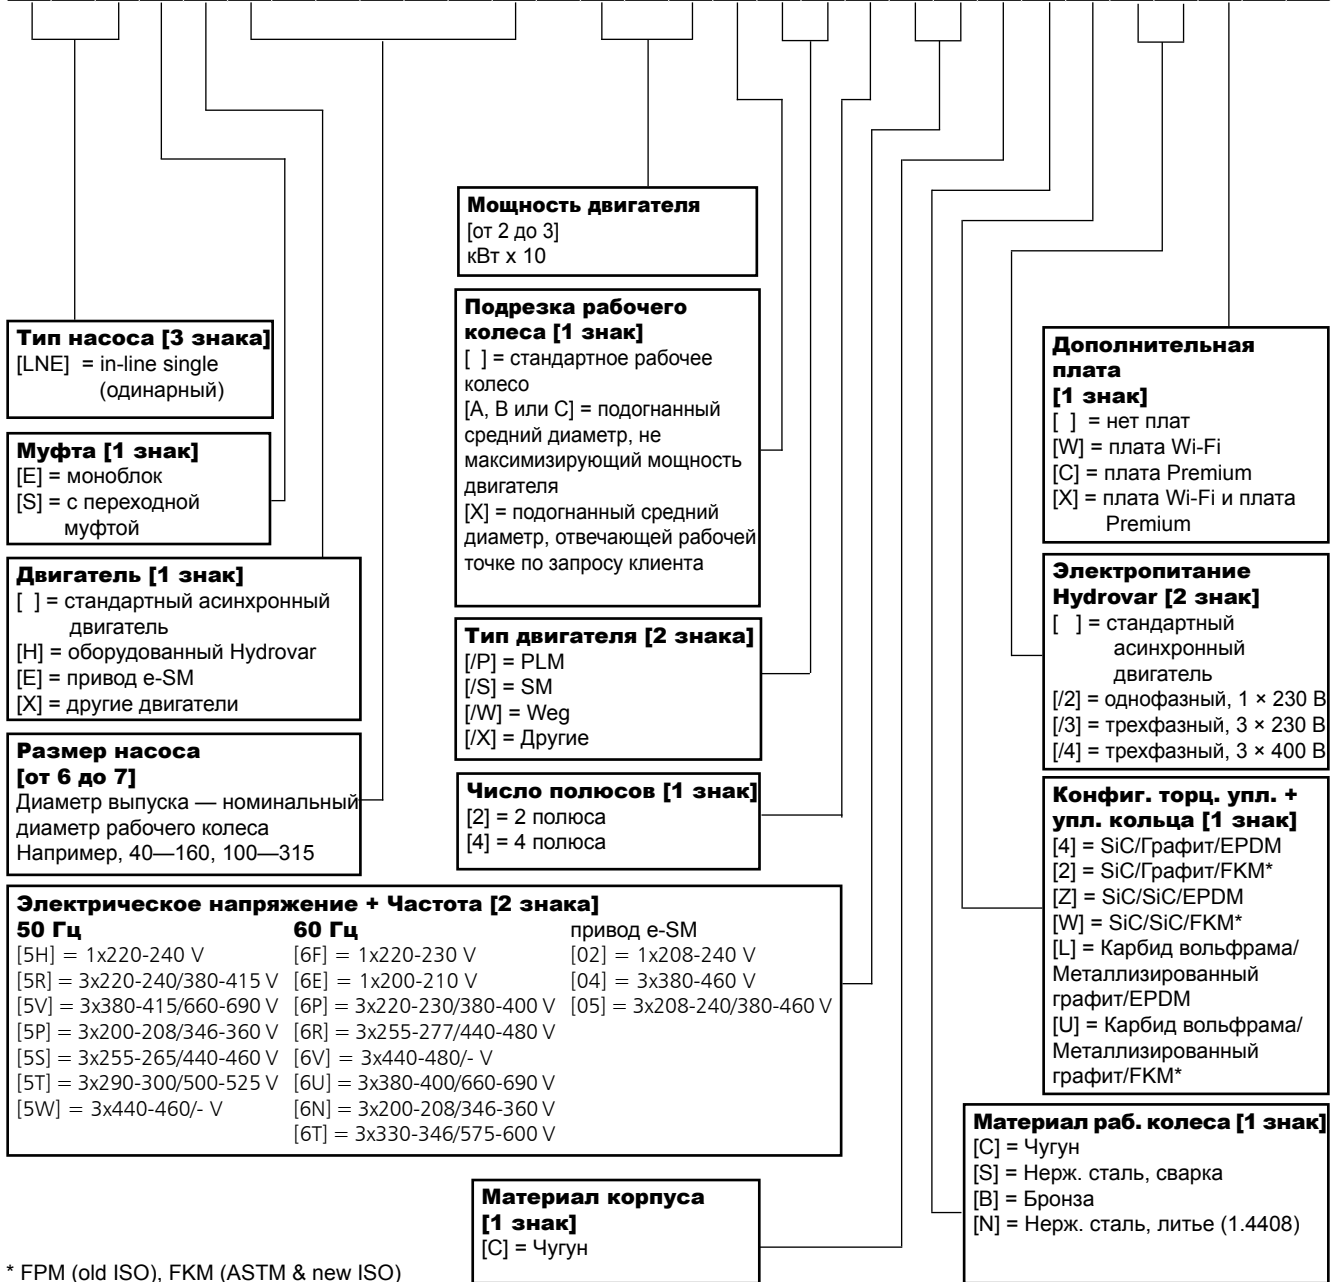 Мощность двигателя
[от 2 до 3]
кВт x 10
Подрезка рабочего
колеса [1 знак]
[ ] = стандартное рабочее
колесо
[A, B или C] = подогнанный
средний диаметр, не
максимизирующий мощность
двигателя
[X] = подогнанный средний
диаметр, отвечающей рабочей
точке по запросу клиента
Тип насоса [3 знака]
[LNE] = in-line single
(одинарный)
Муфта [1 знак]
[E] = моноблок
[S] = с переходной
муфтой
Двигатель [1 знак]
[ ] = стандартный асинхронный
двигатель
[H] = оборудованный Hydrovar
[E] = привод e-SM
[X] = другие двигатели
Размер насоса
[от 6 до 7]
Диаметр выпуска — номинальный
диаметр рабочего колеса
Например, 40—160, 100—315
Тип двигателя [2 знака]
[/P] = PLM
[/S] = SM
[/W] = Weg
[/X] = Другие
Число полюсов [1 знак]
[2] = 2 полюса
[4] = 4 полюса
Дополнительная
плата
[1 знак]
[ ] = нет плат
[W] = плата Wi-Fi
[C] = плата Premium
[X] = плата Wi-Fi и плата
Premium
Электропитание
Hydrovar [2 знак]
[ ] = стандартный
асинхронный
двигатель
[/2] = однофазный, 1 × 230 В
[/3] = трехфазный, 3 × 230 В
[/4] = трехфазный, 3 × 400 В
Конфиг. торц. упл. +
упл. кольца [1 знак]
[4] = SiC/Графит/EPDM
[2] = SiC/Графит/FKM*
[Z] = SiC/SiC/EPDM
[W] = SiC/SiC/FKM*
[L] = Карбид вольфрама/
Металлизированный
графит/EPDM
[U] = Карбид вольфрама/
Металлизированный
графит/FKM*
Электрическое напряжение + Частота [2 знака]
50 Гц 60 Гц привод e-SM
[5H] = 1x220-240 V [6F] = 1x220-230 V [02] = 1x208-240 V
[5R] = 3x220-240/380-415 V [6E] = 1x200-210 V [04] = 3x380-460 V
[5V] = 3x380-415/660-690 V [6P] = 3x220-230/380-400 V [05] = 3x208-240/380-460 V
[5P] = 3x200-208/346-360 V [6R] = 3x255-277/440-480 V
[5S] = 3x255-265/440-460 V [6V] = 3x440-480/- V
[5T] = 3x290-300/500-525 V [6U] = 3x380-400/660-690 V
[5W] = 3x440-460/- V [6N] = 3x200-208/346-360 V
[6T] = 3x330-346/575-600 V
Материал раб. колеса [1 знак]
[C] = Чугун
[S] = Нерж. сталь, сварка
[B] = Бронза
[N] = Нерж. сталь, литье (1.4408)
Материал корпуса
[1 знак]
[C] = Чугун
* FPM (old ISO), FKM (ASTM & new ISO)